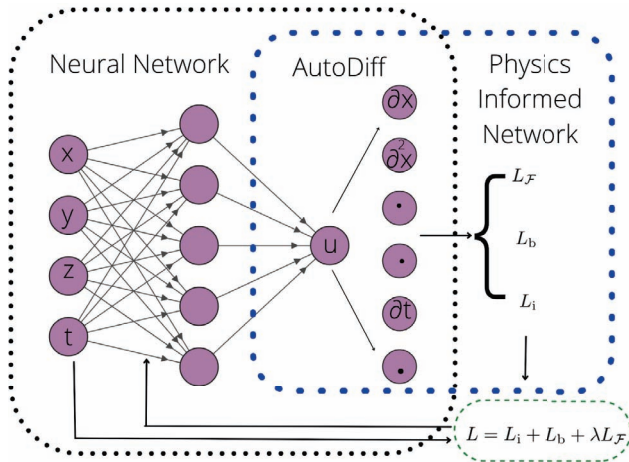 Neural Network
AutoDiff
Physics
Informed
Network
x
y
z
t
u
∂x
∂²x
∂t
L_ℱ
L_b
L_i
L = L_i + L_b + λL_ℱ